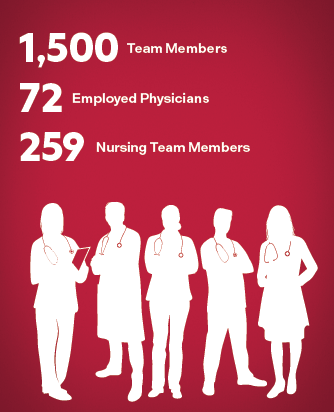 1,500 Team Members
72 Employed Physicians
259 Nursing Team Members